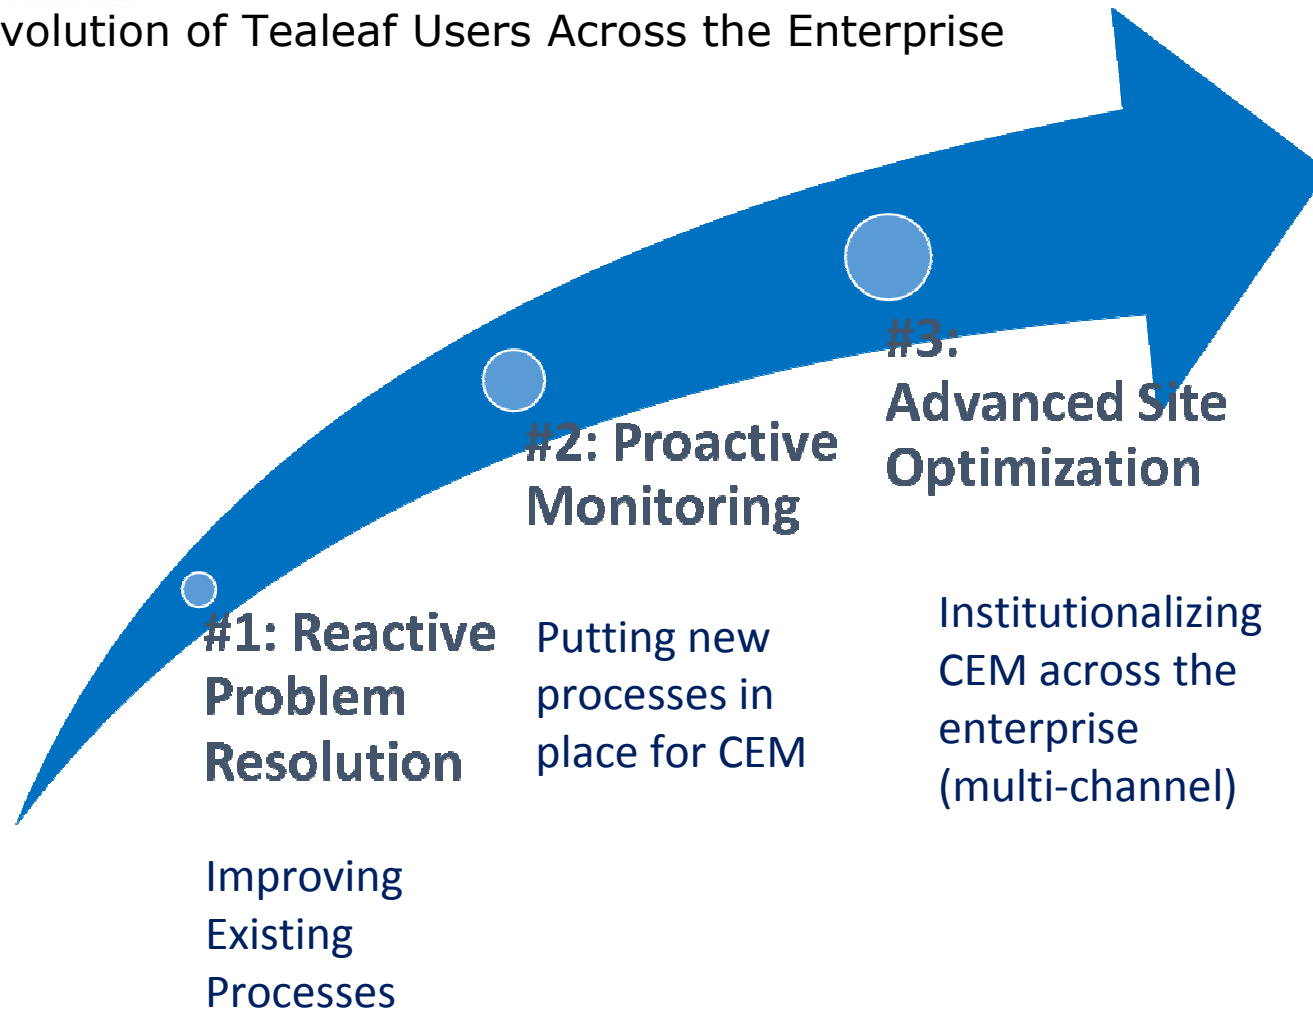 volution of Tealeaf Users Across the Enterprise
#1: Reactive
Problem
Resolution
Improving
Existing
Processes
#2: Proactive
Monitoring
Putting new
processes in
place for CEM
#3:
Advanced Site
Optimization
Institutionalizing
CEM across the
enterprise
(multi-channel)